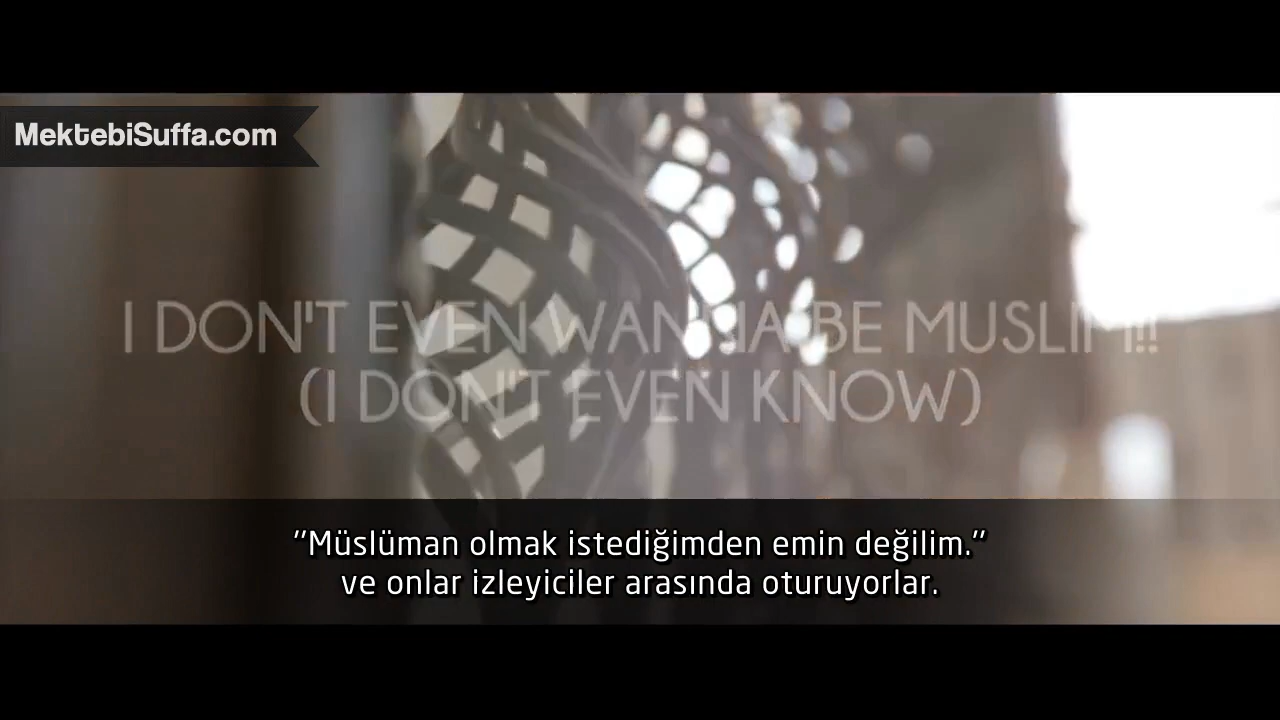 MektebiSuffa.com
I DON'T EVEN WANNA BE MUSLIM!!
(I DON'T EVEN KNOW)
"Müslüman olmak istediğimden emin değilim."
ve onlar izleyiciler arasında oturuyorlar.